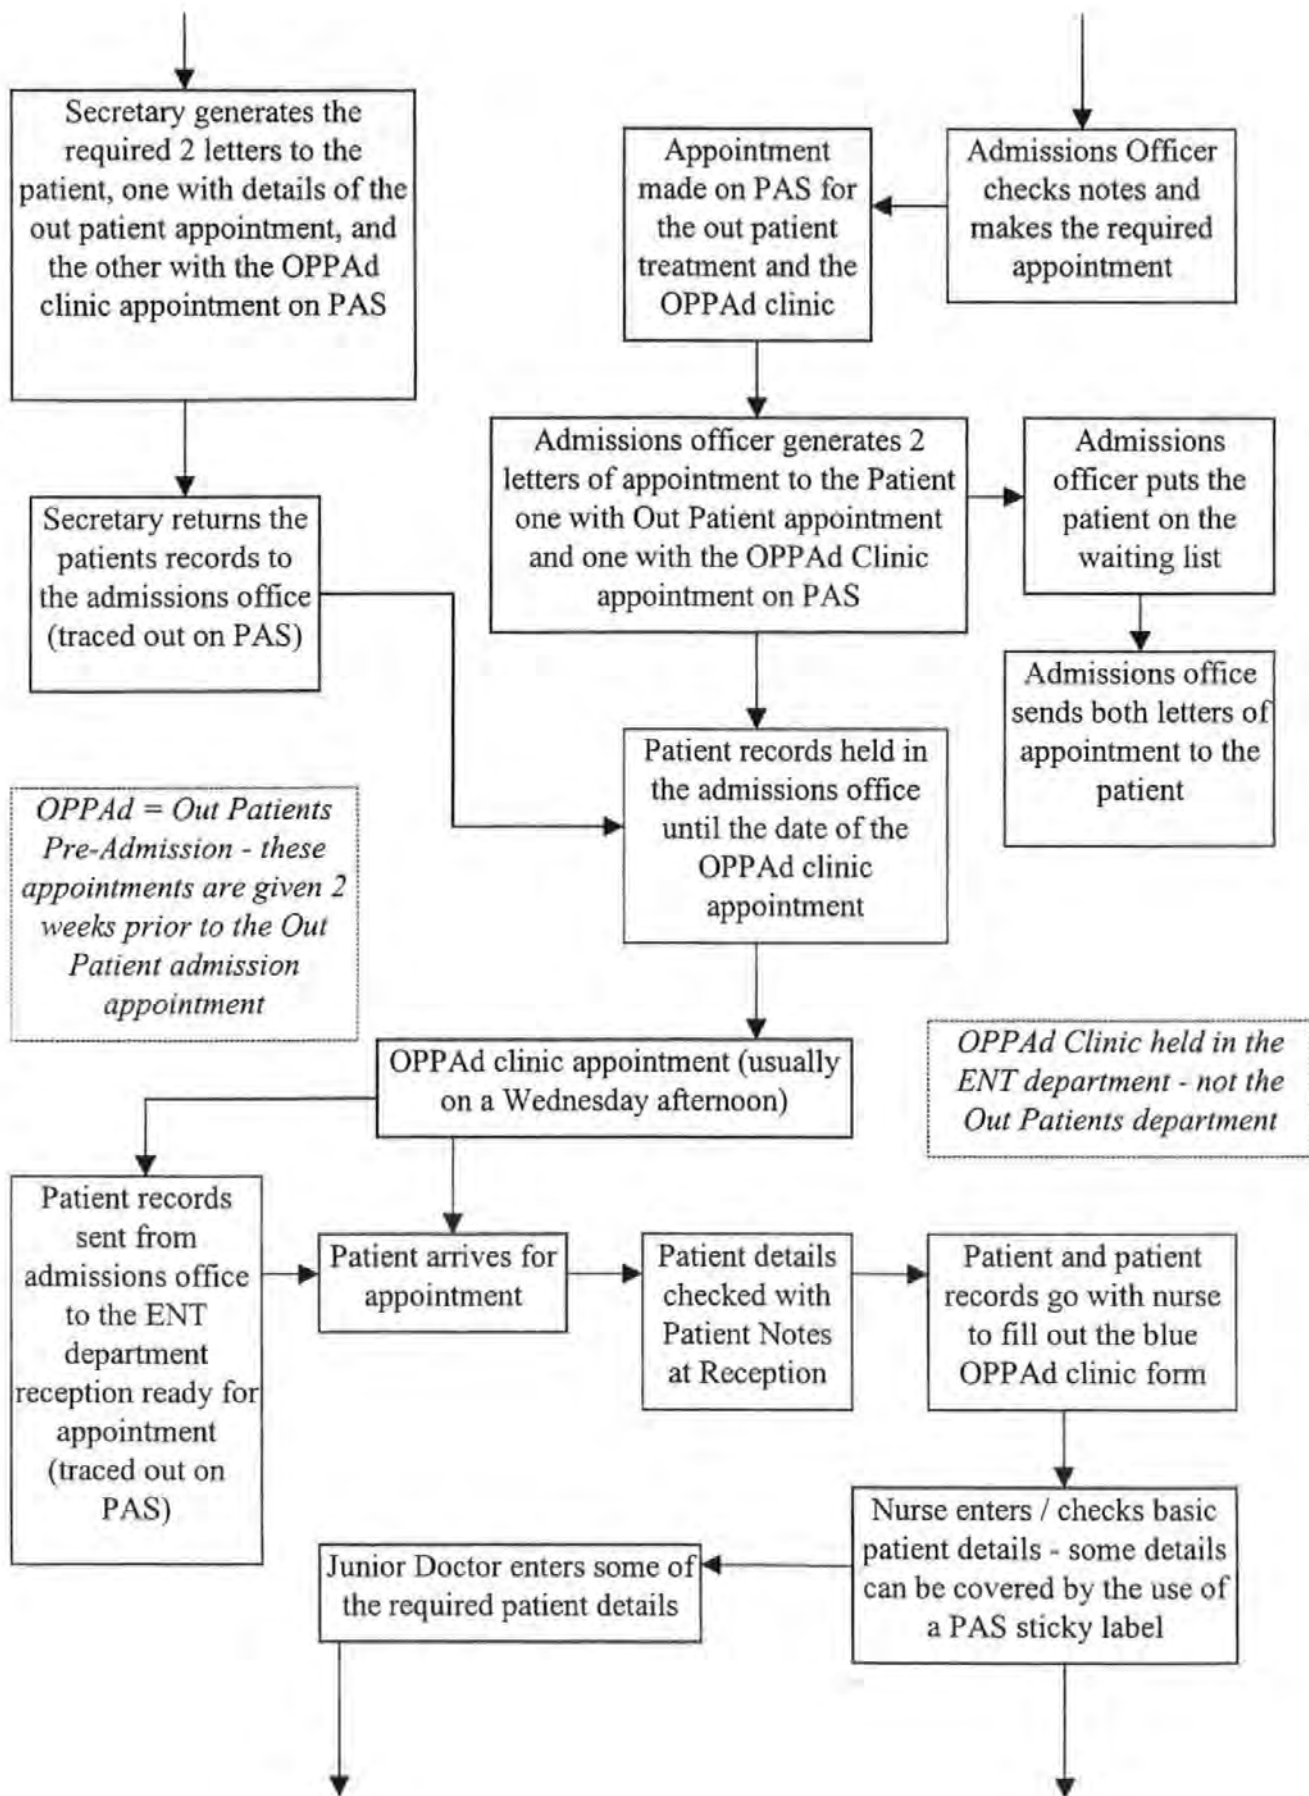 Secretary generates the
required 2 letters to the
patient, one with details of the
out patient appointment, and
the other with the OPPAd
clinic appointment on PAS
Appointment
made on PAS for
the out patient
treatment and the
OPPAd clinic
Admissions Officer
checks notes and
makes the required
appointment
Admissions officer generates 2
letters of appointment to the Patient
one with Out Patient appointment
and one with the OPPAd Clinic
appointment on PAS
Admissions
officer puts the
patient on the
waiting list
Secretary returns the
patients records to
the admissions office
(traced out on PAS)
Admissions office
sends both letters of
appointment to the
patient
Patient records held in
the admissions office
until the date of the
OPPAd clinic
appointment
OPPAd = Out Patients
Pre-Admission - these
appointments are given 2
weeks prior to the Out
Patient admission
appointment
OPPAd Clinic held in the
ENT department - not the
Out Patients department
OPPAd clinic appointment (usually
on a Wednesday afternoon)
Patient records
sent from
admissions office
to the ENT
department
reception ready for
appointment
(traced out on
PAS)
Patient arrives for
appointment
Patient details
checked with
Patient Notes
at Reception
Patient and patient
records go with nurse
to fill out the blue
OPPAd clinic form
Nurse enters / checks basic
patient details - some details
can be covered by the use of
a PAS sticky label
Junior Doctor enters some of
the required patient details